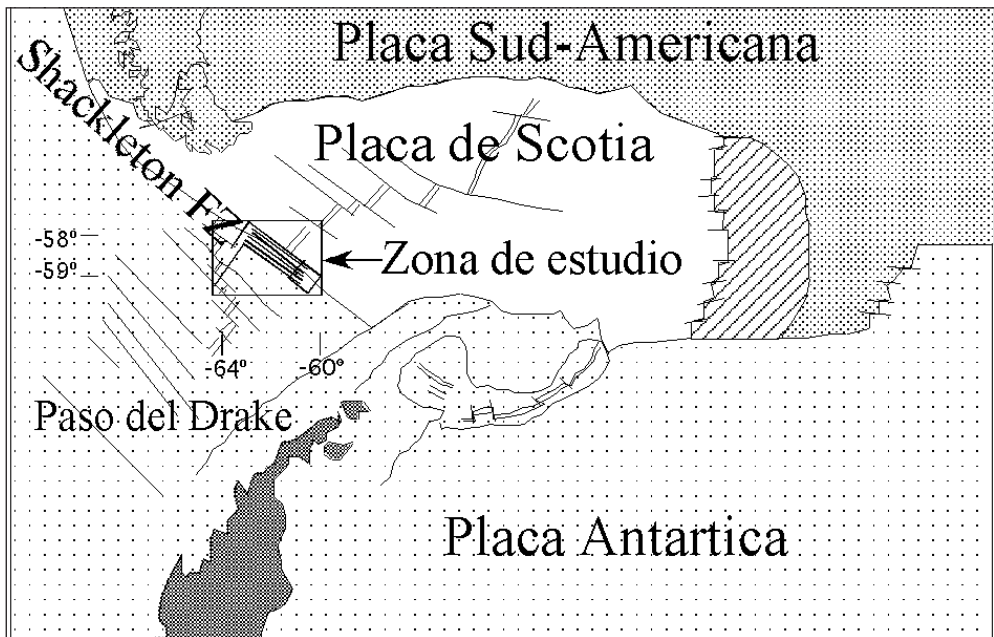 Placa Sud-Americana
Shackleton FZ
Placa de Scotia
-58º
-59º
Zona de estudio
-64º
-60º
Paso del Drake
Placa Antartica